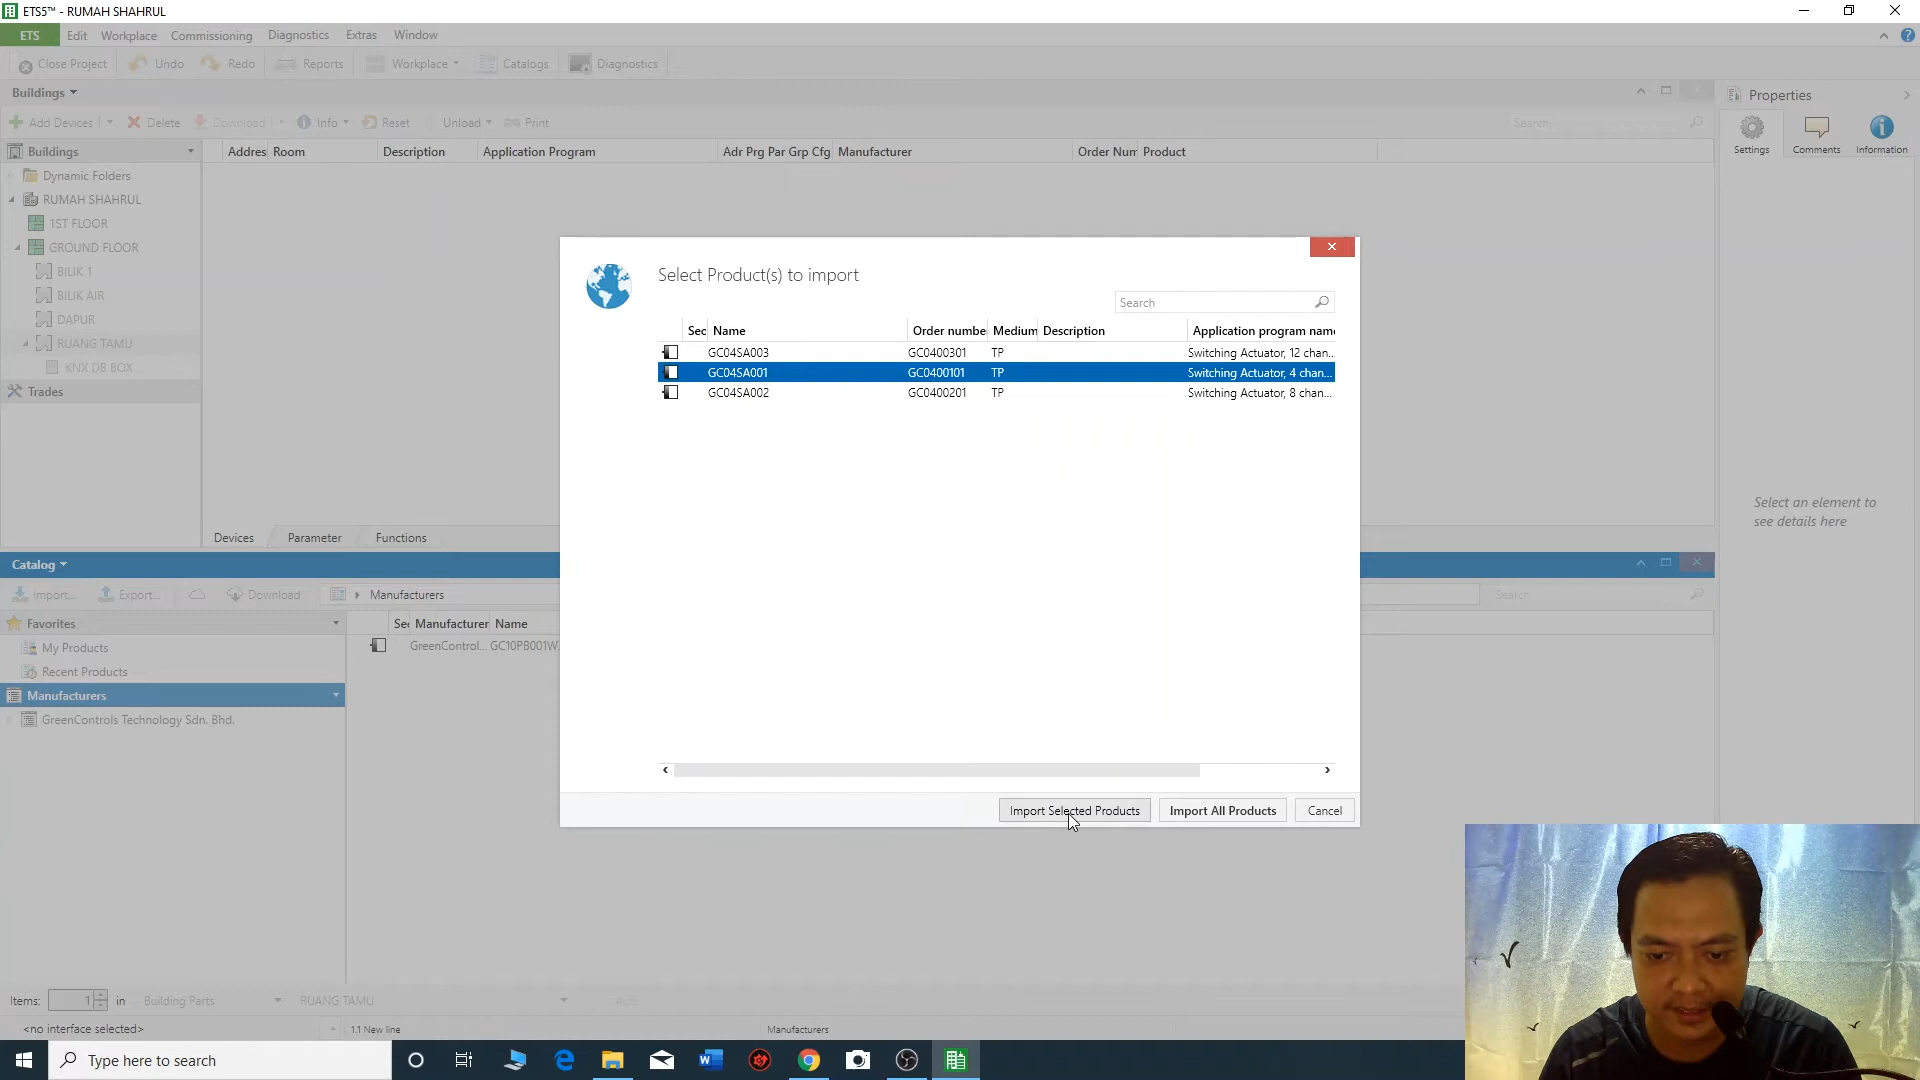 ETS5™ - RUMAH SHAHRUL
ETS Edit Workplace Commissioning Diagnostics Extras Window
Close Project Undo Redo Reports Workplace Catalogs Diagnostics
Buildings
Properties
Add Devices Delete Download Info Reset Unload Print Search
Settings Comments Information
Buildings
Addres Room Description Application Program Adr Prg Par Grp Cfg Manufacturer Order Num Product
Dynamic Folders
RUMAH SHAHRUL
1ST FLOOR
GROUND FLOOR
BILIK 1
BILIK AIR
DAPUR
RUANG TAMU
KNX DB BOX
Trades
Select Product(s) to import
Search
Sec Name Order numbe Medium Description Application program name
GC04SA003 GC0400301 TP Switching Actuator, 12 chan...
GC04SA001 GC0400101 TP Switching Actuator, 4 chan...
GC04SA002 GC0400201 TP Switching Actuator, 8 chan...
Import Selected Products Import All Products Cancel
Select an element to
see details here
Devices Parameter Functions
Catalog
Import... Export... Download Manufacturers Search
Favorites
My Products
Recent Products
Manufacturers
GreenControls Technology Sdn. Bhd.
Sec Manufacturer Name
GreenControl... GC10PB001W
Items: 1 in Building Parts RUANG TAMU Auto
<no interface selected> 1.1 New line Manufacturers
Type here to search